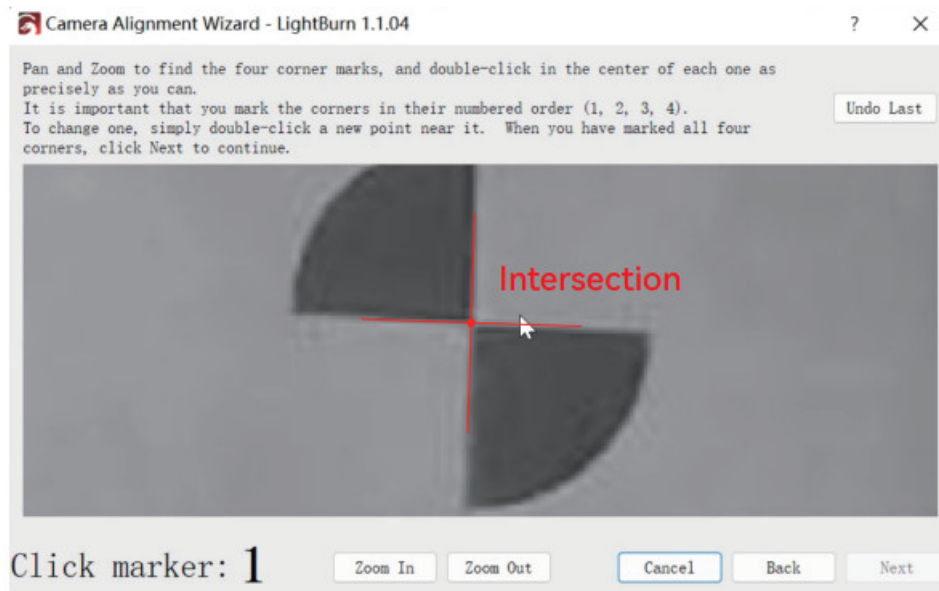 Camera Alignment Wizard - LightBurn 1.1.04
?
Pan and Zoom to find the four corner marks, and double-click in the center of each one as
precisely as you can.
It is important that you mark the corners in their numbered order (1, 2, 3, 4).
To change one, simply double-click a new point near it. When you have marked all four
corners, click Next to continue.
Undo Last
Intersection
Click marker: 1
Zoom In
Zoom Out
Cancel
Back
Next